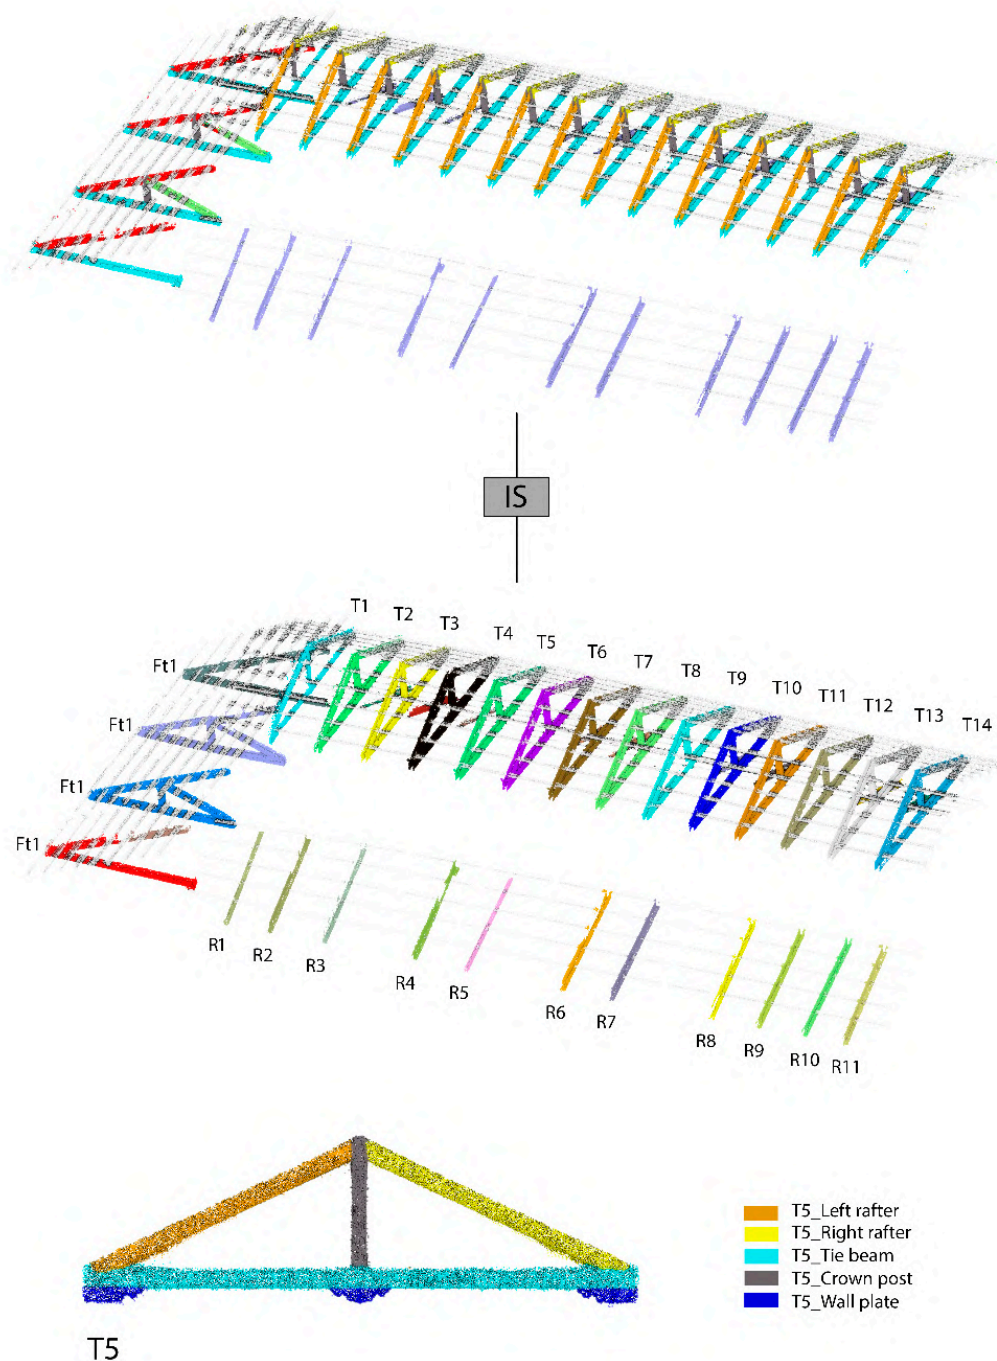 IS
T1
T2
T3
T4
T5
T6
T7
T8
T9
T10
T11
T12
T13
T14
Ft1
Ft1
Ft1
Ft1
R1
R2
R3
R4
R5
R6
R7
R8
R9
R10
R11
T5_Left rafter
T5_Right rafter
T5_Tie beam
T5_Crown post
T5_Wall plate
T5